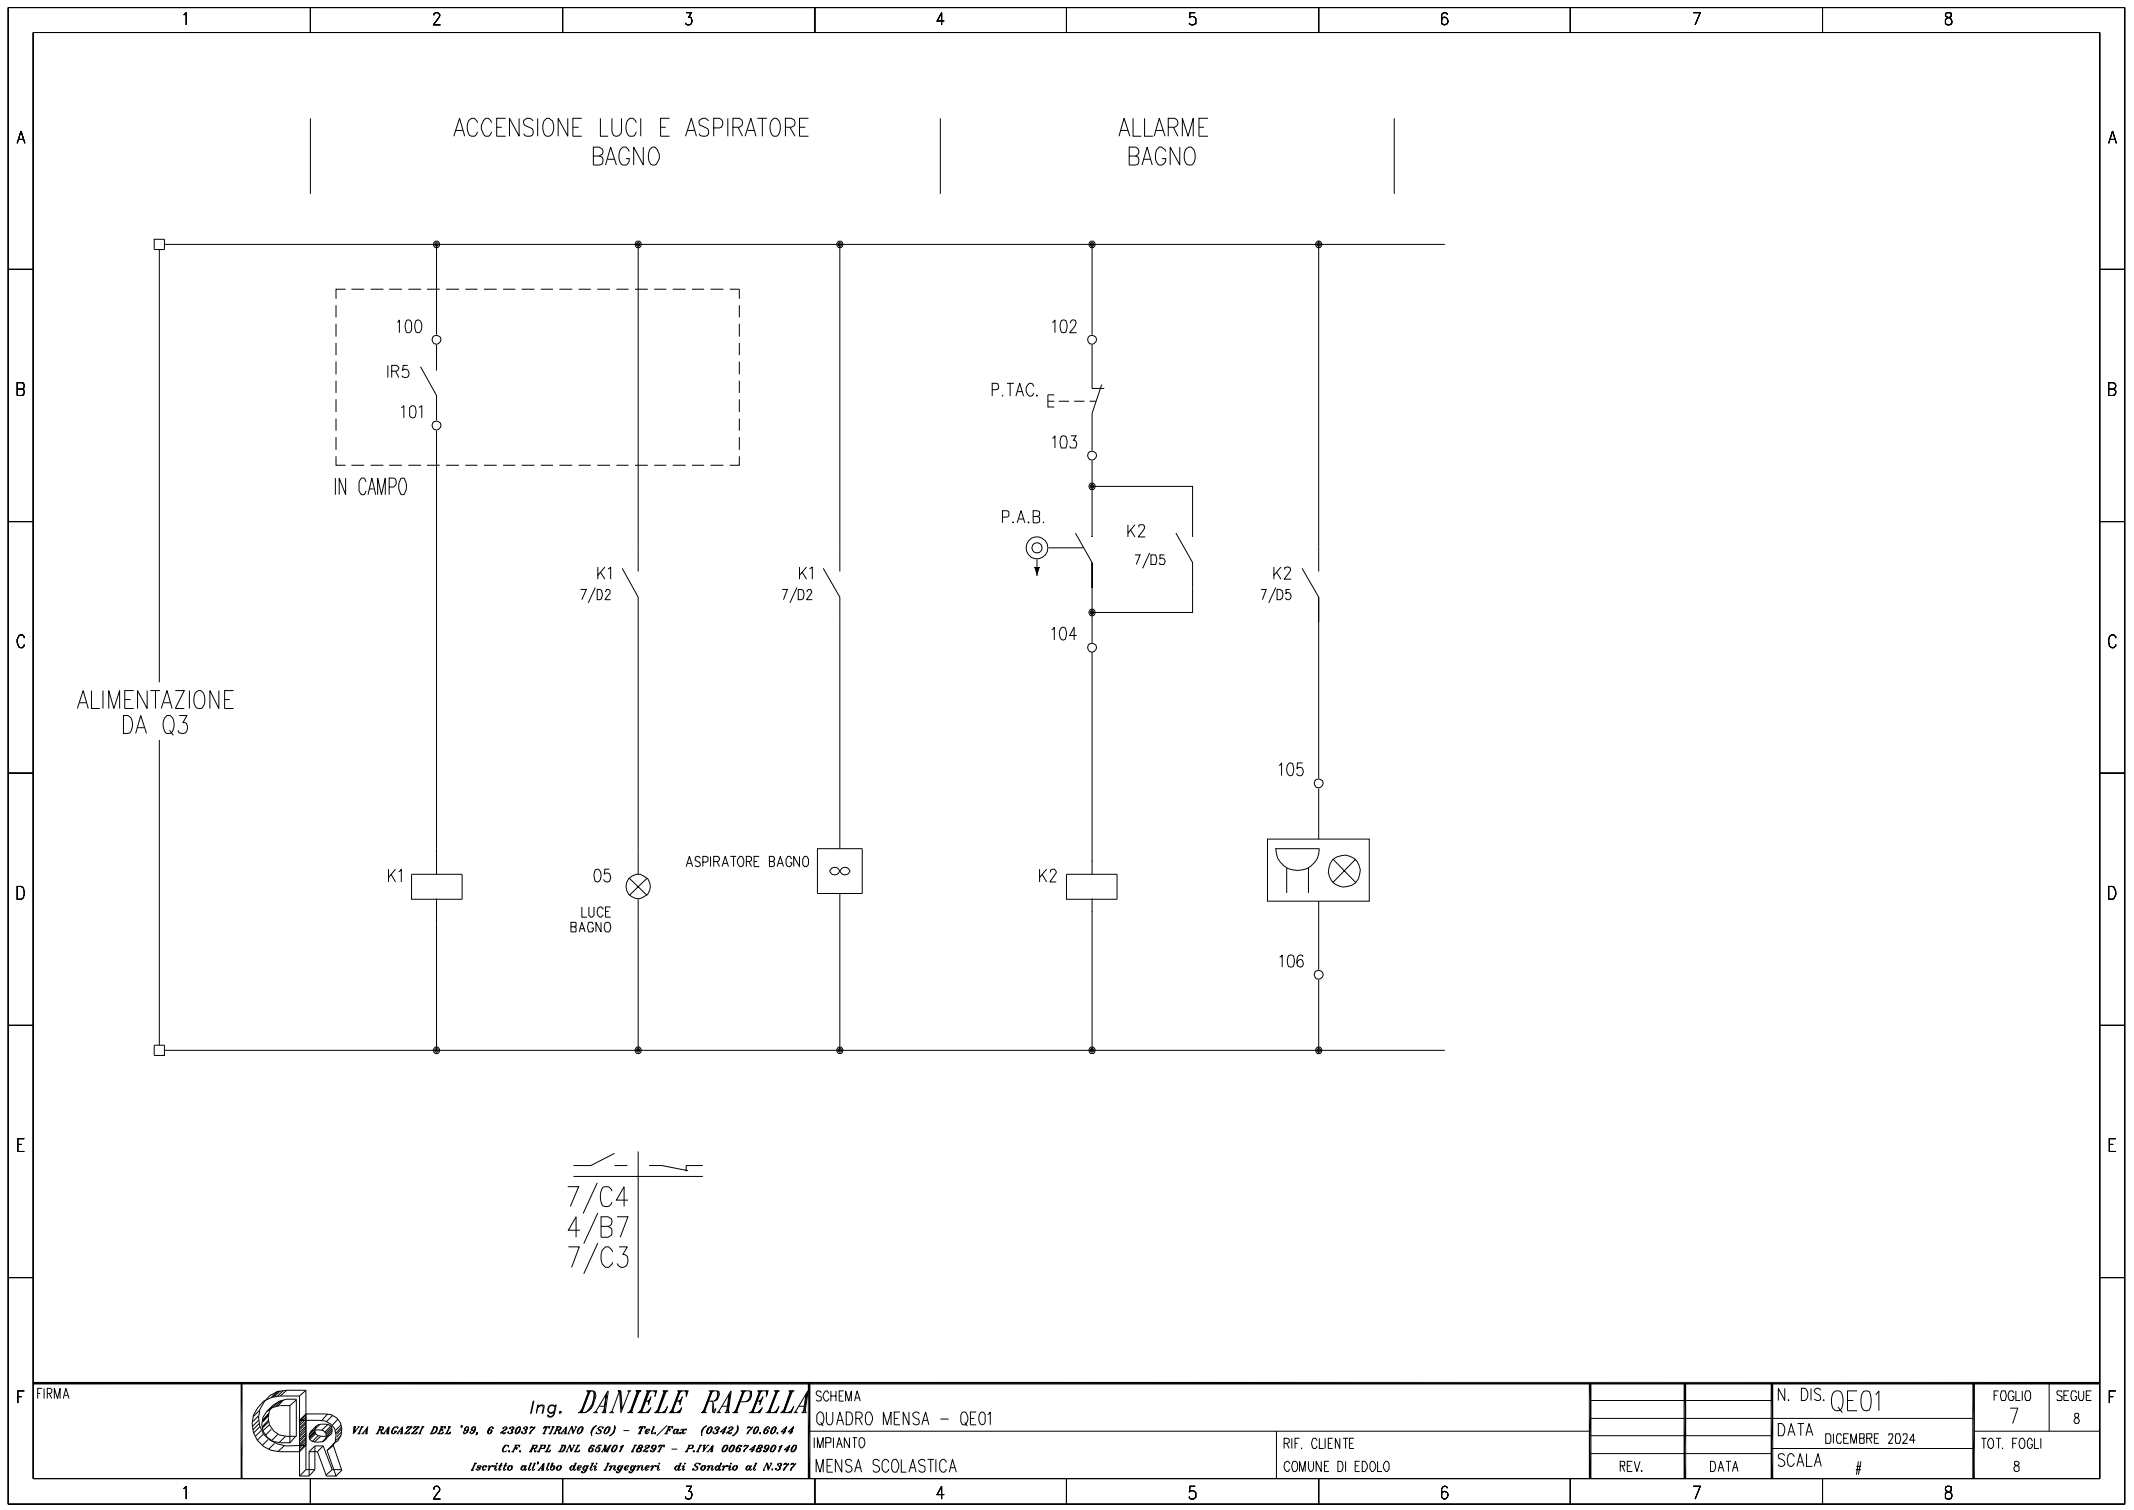 1 2 3 4 5 6 7 8
A A
ACCENSIONE LUCI E ASPIRATORE
BAGNO
ALLARME
BAGNO
B B
100
IR5
101
IN CAMPO
102
P.TAC.
E
103
P.A.B.
K2
7/D5
104
C C
K1
7/D2
K1
7/D2
K2
7/D5
ALIMENTAZIONE
DA Q3
105
D D
K1
05
LUCE
BAGNO
ASPIRATORE BAGNO
K2
106
E E
7/C4
4/B7
7/C3
F F
FIRMA
Ing. DANIELE RAPELLA
VIA RAGAZZI DEL '99, 6 23037 TIRANO (SO) - Tel./Fax (0342) 70.60.44
C.F. RPL DNL 65M01 I829T - P.IVA 00674890140
Iscritto all'Albo degli Ingegneri di Sondrio al N.377
SCHEMA
QUADRO MENSA - QE01
IMPIANTO
MENSA SCOLASTICA
RIF. CLIENTE
COMUNE DI EDOLO
REV. DATA
N. DIS. QE01
DATA DICEMBRE 2024
SCALA #
FOGLIO
7
SEGUE
8
TOT. FOGLI
8
1 2 3 4 5 6 7 8